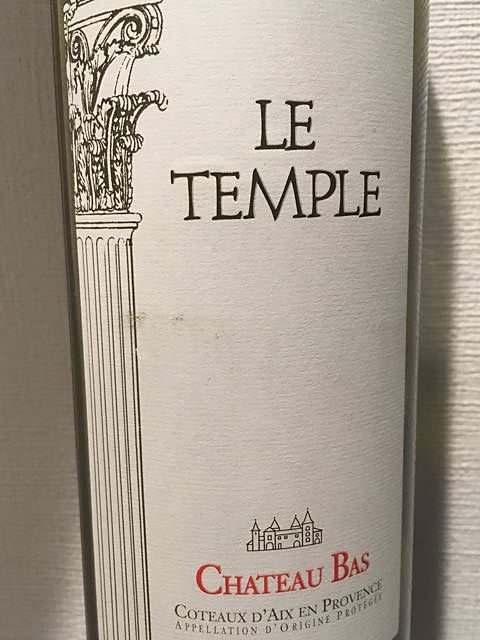 LE
TEMPLE
CHATEAU BAS
COTEAUX D'AIX EN PROVENCE
APPELLATION D'ORIGINE PROTÉGÉE